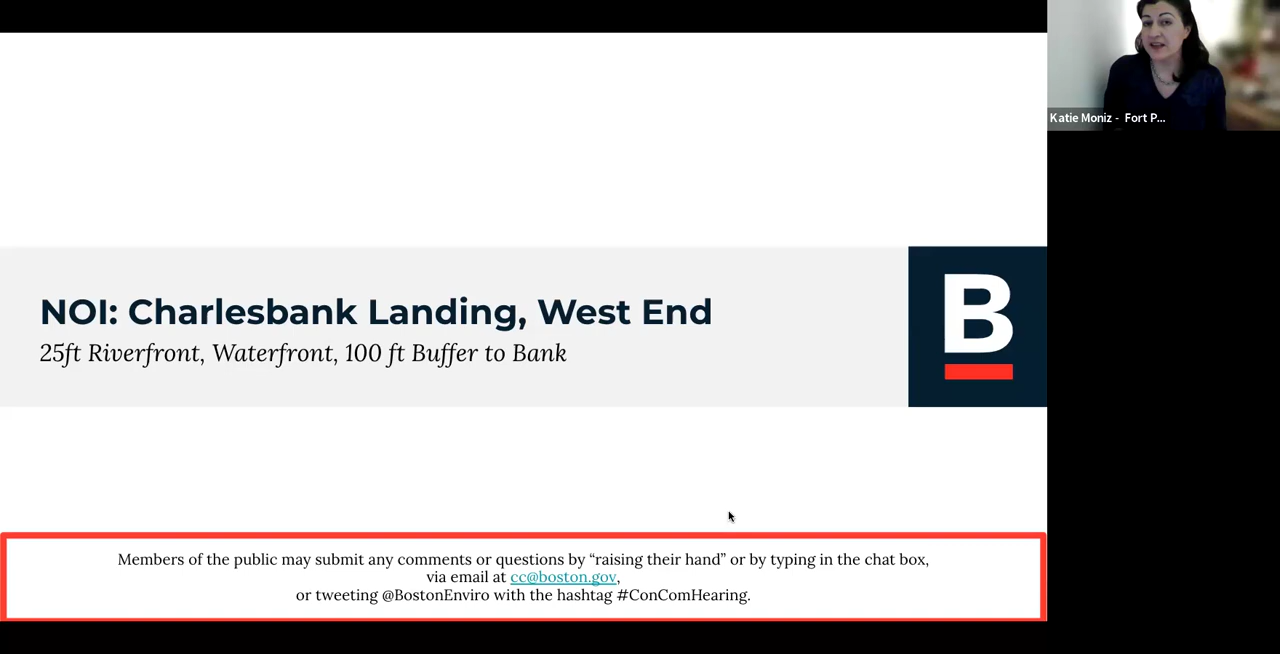 Katie Moniz - Fort P...
NOI: Charlesbank Landing, West End
25ft Riverfront, Waterfront, 100 ft Buffer to Bank
B
Members of the public may submit any comments or questions by “raising their hand” or by typing in the chat box,
via email at cc@boston.gov,
or tweeting @BostonEnviro with the hashtag #ConComHearing.